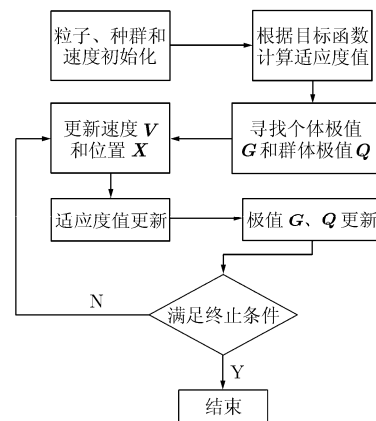 粒子、种群和
速度初始化
根据目标函数
计算适应度值
寻找个体极值
G 和群体极值 Q
更新速度 V
和位置 X
适应度值更新
极值 G、Q 更新
满足终止条件
N
Y
结束